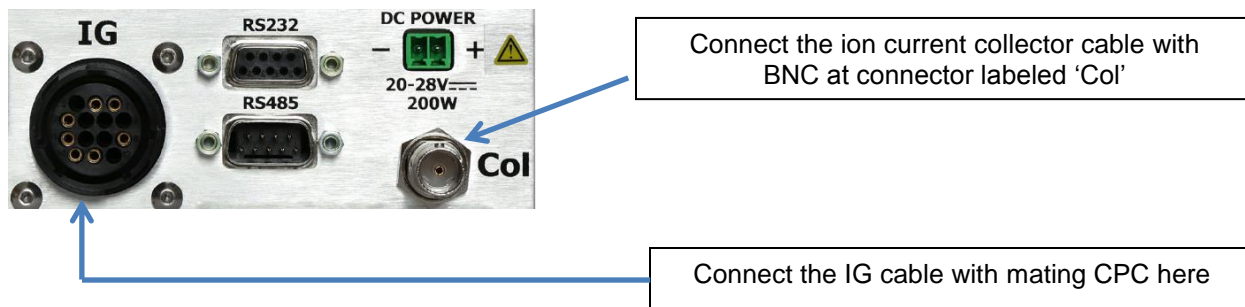 IG
RS232
DC POWER
- +
20-28V⎓
200W
RS485
Col
Connect the ion current collector cable with
BNC at connector labeled ‘Col’
Connect the IG cable with mating CPC here